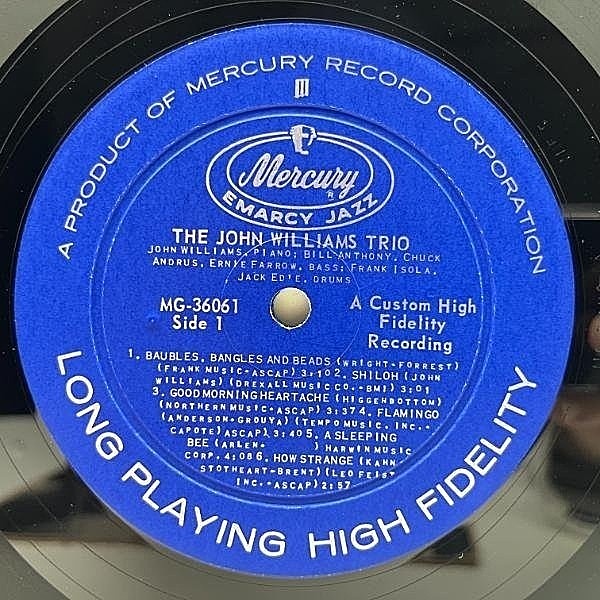 A PRODUCT OF MERCURY RECORD CORPORATION
Mercury
R
EMARCY JAZZ
THE JOHN WILLIAMS TRIO
JOHN WILLIAMS, PIANO; BILL ANTHONY, CHUCK
ANDRUS, ERNIE FARROW, BASS; FRANK ISOLA,
JACK EDIE, DRUMS
MG-36061
Side 1
A Custom High
Fidelity
Recording
1. BAUBLES, BANGLES AND BEADS (WRIGHT-FORREST)
(FRANK MUSIC-ASCAP) 3:10 2. SHILOH (JOHN
WILLIAMS) (DREXALL MUSIC CO.-BMI) 3:01
3. GOOD MORNING HEARTACHE (HIGGENBOTTOM)
(NORTHERN MUSIC-ASCAP) 3:37 4. FLAMINGO
(ANDERSON-GROUYA) (TEMPO MUSIC, INC.-
ASCAP) 3:40 5. A SLEEPING
BEE (ARLEN-CAPOTE) HARWIN MUSIC
CORP. 4:08 6. HOW STRANGE (KAHN-
STOTHEART-BRENT) (LEO FEIST
INC.-ASCAP) 2:57
LONG PLAYING HIGH FIDELITY